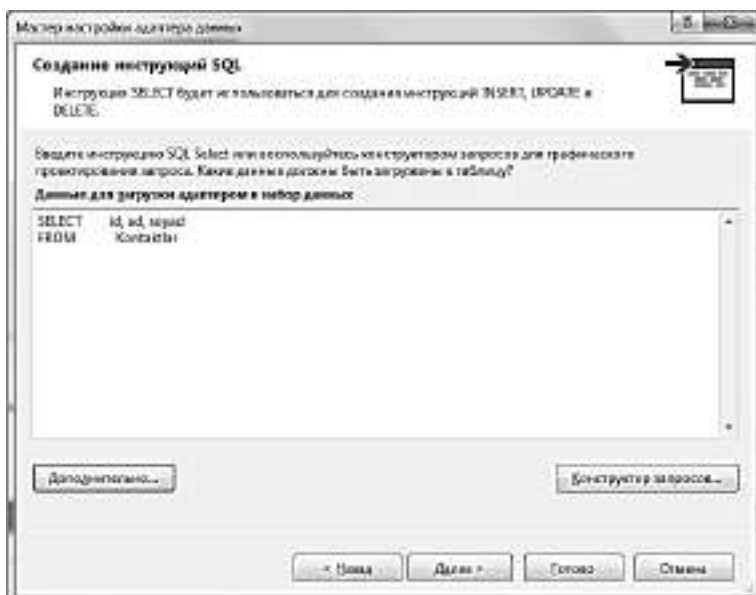 Мастер настройки адаптера данных
Создание инструкций SQL
Инструкция SELECT будет использоваться для создания инструкций INSERT, UPDATE и
DELETE.
Введите инструкцию SQL Select или воспользуйтесь конструктором запросов для графического
проектирования запроса. Какие данные должны быть загружены в таблицу?
Данные для загрузки адаптером в набор данных
SELECT id, ad, soyad
FROM Kontaktlar
Дополнительно...
Конструктор запросов...
< Назад
Далее >
Готово
Отмена